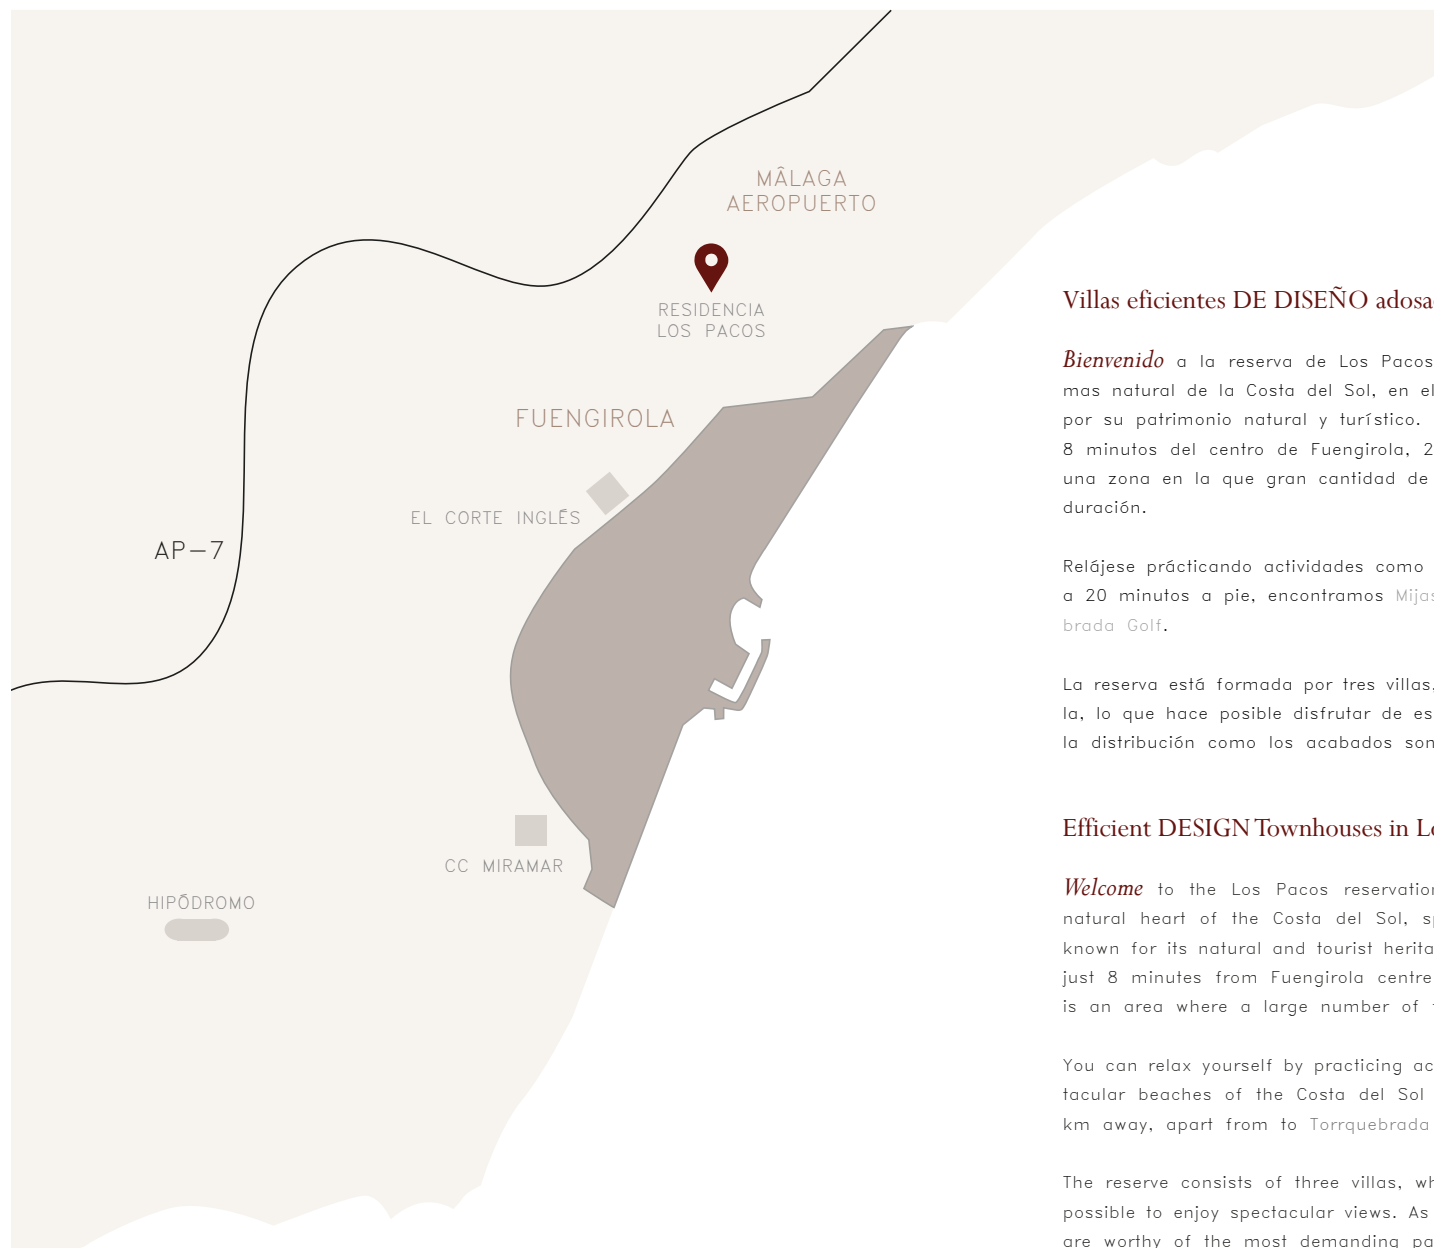 MÂLAGA
AEROPUERTO
RESIDENCIA
LOS PACOS
FUENGIROLA
EL CORTE INGLÉS
AP-7
CC MIRAMAR
HIPÓDROMO
Villas eficientes DE DISEÑO
Bienvenido a la reserva de Los Pacos
mas natural de la Costa del Sol, en el
por su patrimonio natural y turístico.
8 minutos del centro de Fuengirola, 2
una zona en la que gran cantidad de
duración.
Relájese prácticando actividades como
a 20 minutos a pie, encontramos Mijas
brada Golf.
La reserva está formada por tres villas,
la, lo que hace posible disfrutar de es
la distribución como los acabados son
Efficient DESIGN Townhouses in
Welcome to the Los Pacos reservation
natural heart of the Costa del Sol,
known for its natural and tourist
just 8 minutes from Fuengirola centre
is an area where a large number of
You can relax yourself by practicing
tacular beaches of the Costa del Sol
km away, apart from to Torrquebrada
The reserve consists of three villas,
possible to enjoy spectacular views. As
are worthy of the most demanding